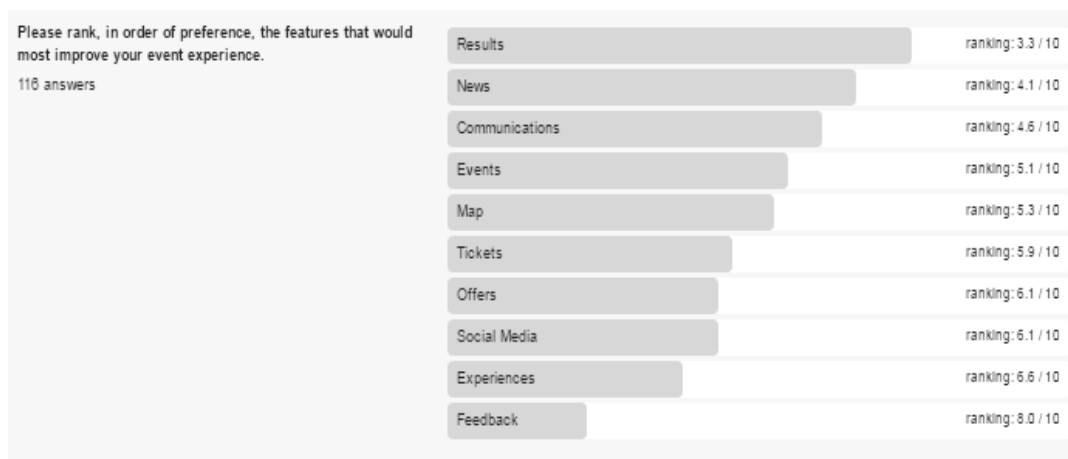 Please rank, in order of preference, the features that would
most improve your event experience.
116 answers
Results ranking: 3.3 / 10
News ranking: 4.1 / 10
Communications ranking: 4.6 / 10
Events ranking: 5.1 / 10
Map ranking: 5.3 / 10
Tickets ranking: 5.9 / 10
Offers ranking: 6.1 / 10
Social Media ranking: 6.1 / 10
Experiences ranking: 6.6 / 10
Feedback ranking: 8.0 / 10